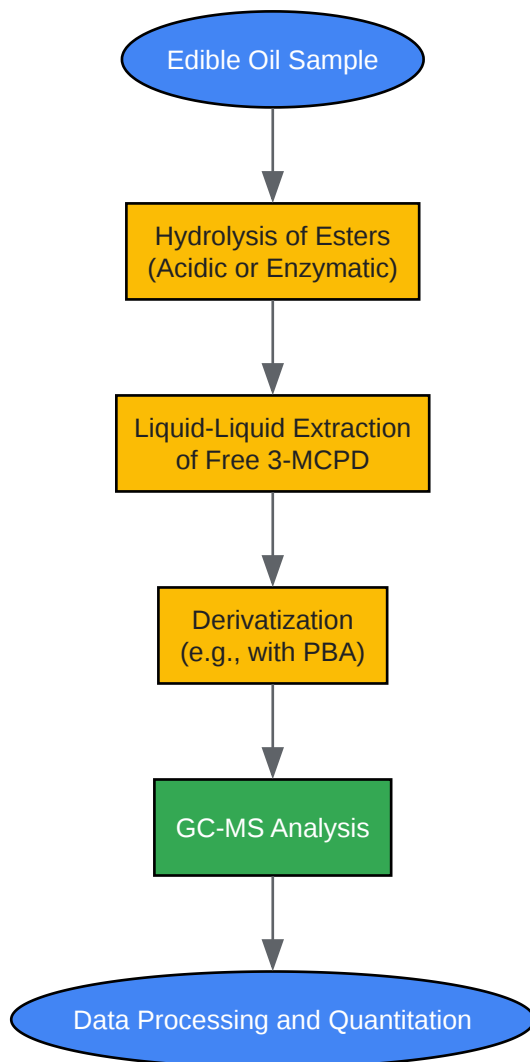 Edible Oil Sample
Hydrolysis of Esters
(Acidic or Enzymatic)
Liquid-Liquid Extraction
of Free 3-MCPD
Derivatization
(e.g., with PBA)
GC-MS Analysis
Data Processing and Quantitation